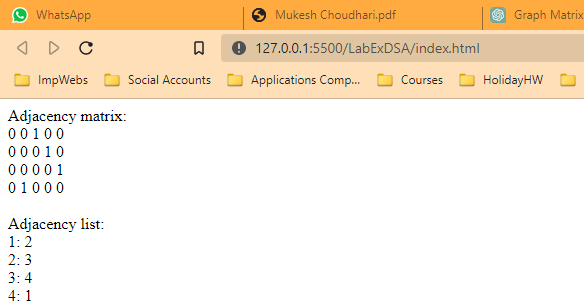 WhatsApp Mukesh Choudhari.pdf Graph Matrix
127.0.0.1:5500/LabExDSA/index.html
ImpWebs Social Accounts Applications Comp... Courses HolidayHW
Adjacency matrix:
0 0 1 0 0
0 0 0 1 0
0 0 0 0 1
0 1 0 0 0
Adjacency list:
1: 2
2: 3
3: 4
4: 1